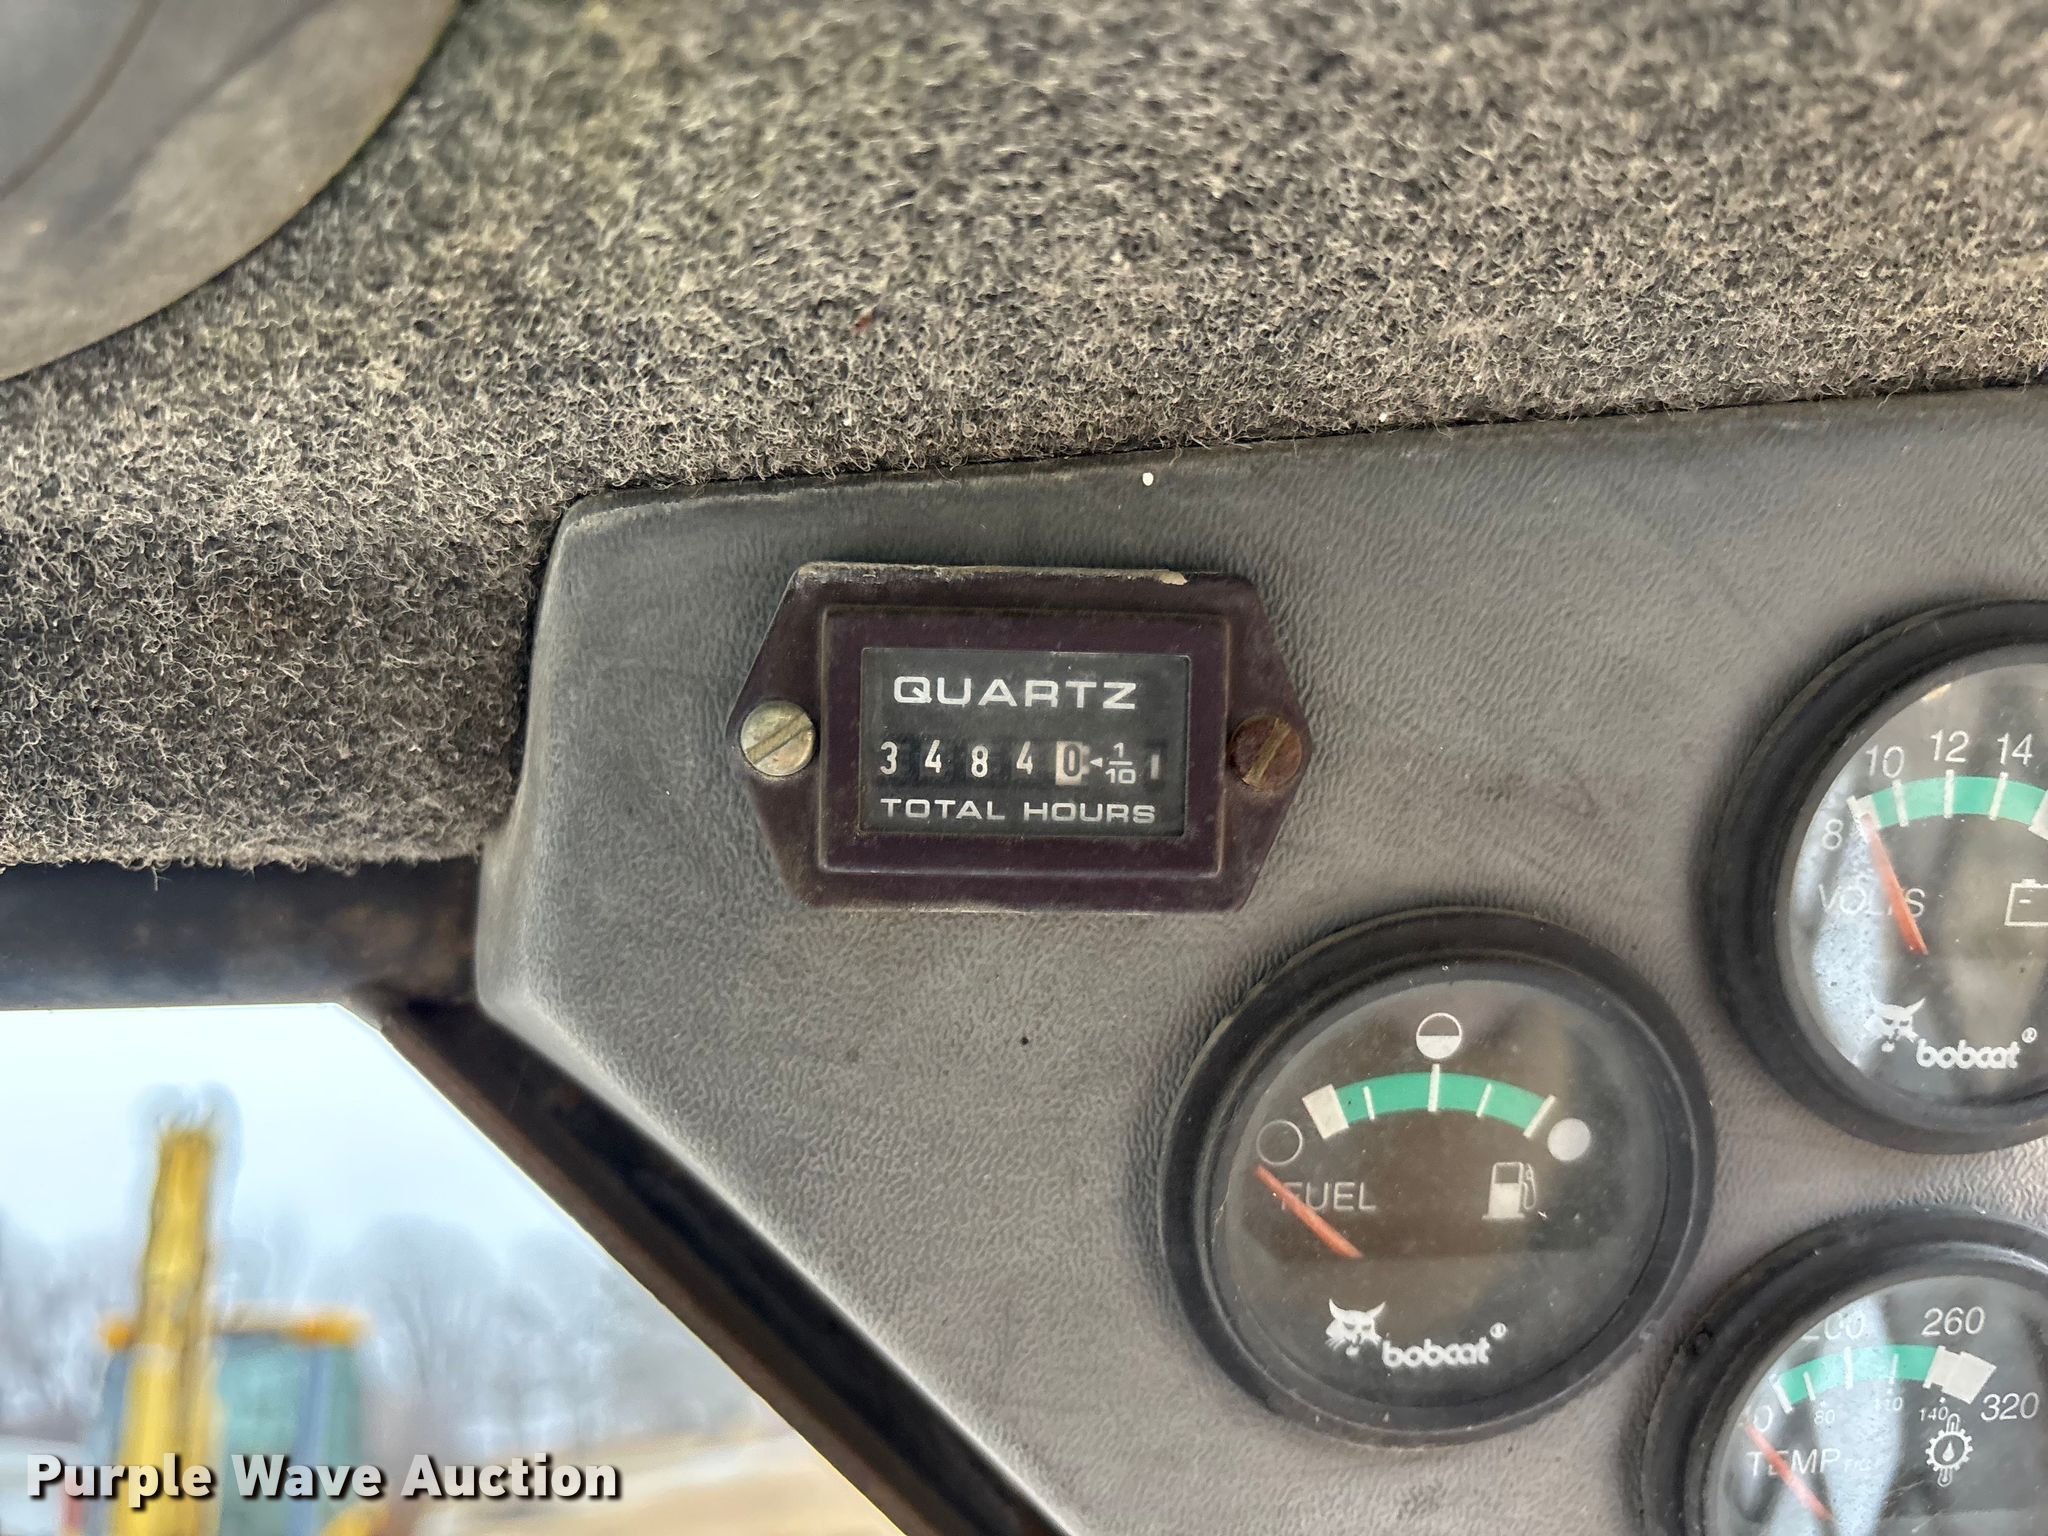 QUARTZ
3 4 8 4 0 1/10
TOTAL HOURS
8 10 12 14
VOLTS
bobcat®
FUEL
bobcat®
200 260 320
80 110 140
TEMP
Purple Wave Auction